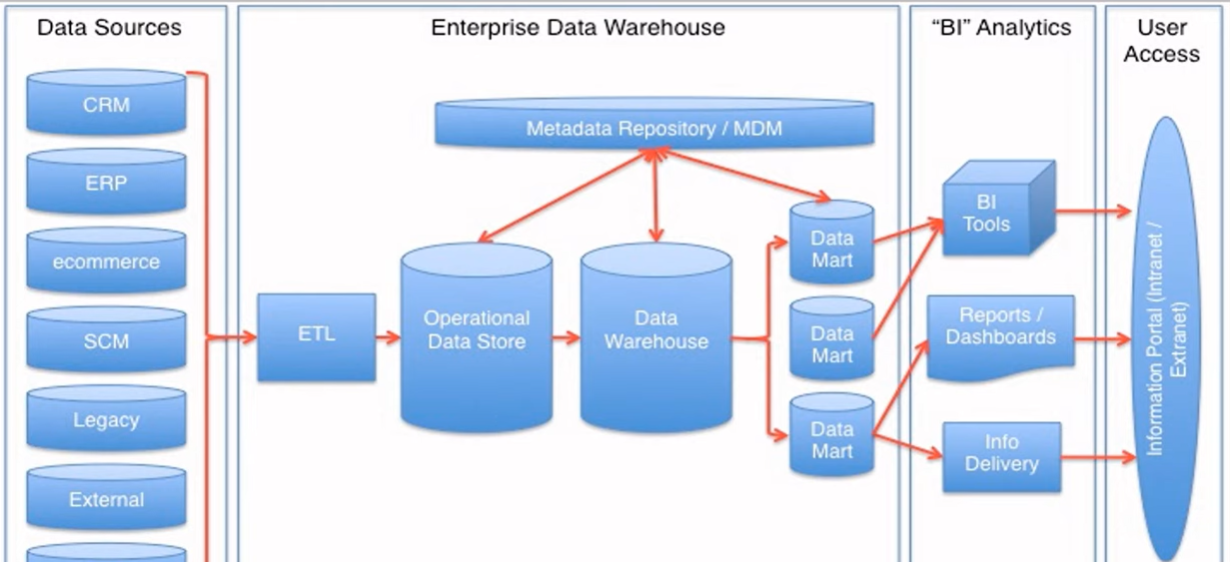 Data Sources
CRM
ERP
ecommerce
SCM
Legacy
External
Enterprise Data Warehouse
Metadata Repository / MDM
ETL
Operational
Data Store
Data
Warehouse
Data
Mart
Data
Mart
Data
Mart
“BI” Analytics
BI
Tools
Reports /
Dashboards
Info
Delivery
User
Access
Information Portal (Intranet /
Extranet)